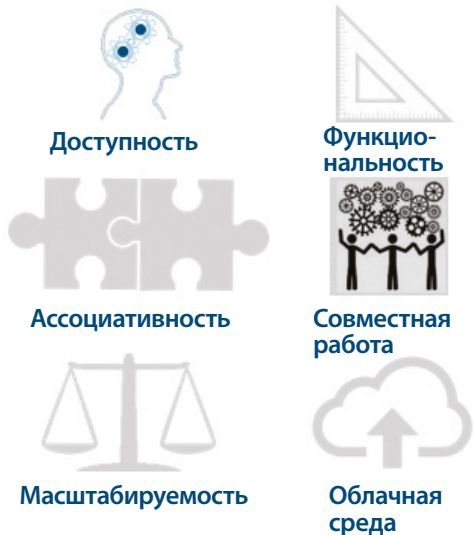 Доступность
Функцио-
нальность
Ассоциативность
Совместная
работа
Масштабируемость
Облачная
среда